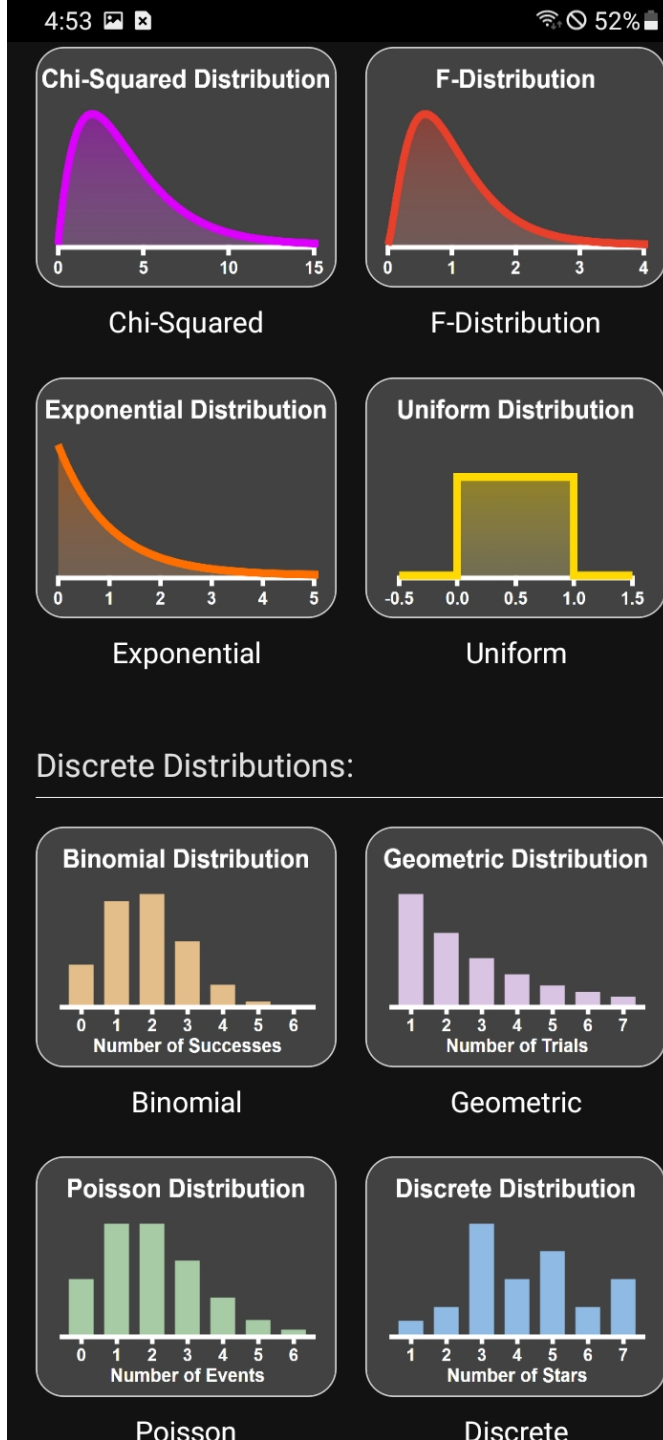 4:53 52%
Chi-Squared Distribution
0 5 10 15
Chi-Squared
F-Distribution
0 1 2 3 4
F-Distribution
Exponential Distribution
0 1 2 3 4 5
Exponential
Uniform Distribution
-0.5 0.0 0.5 1.0 1.5
Uniform
Discrete Distributions:
Binomial Distribution
0 1 2 3 4 5 6
Number of Successes
Binomial
Geometric Distribution
1 2 3 4 5 6 7
Number of Trials
Geometric
Poisson Distribution
0 1 2 3 4 5 6
Number of Events
Poisson
Discrete Distribution
1 2 3 4 5 6 7
Number of Stars
Discrete